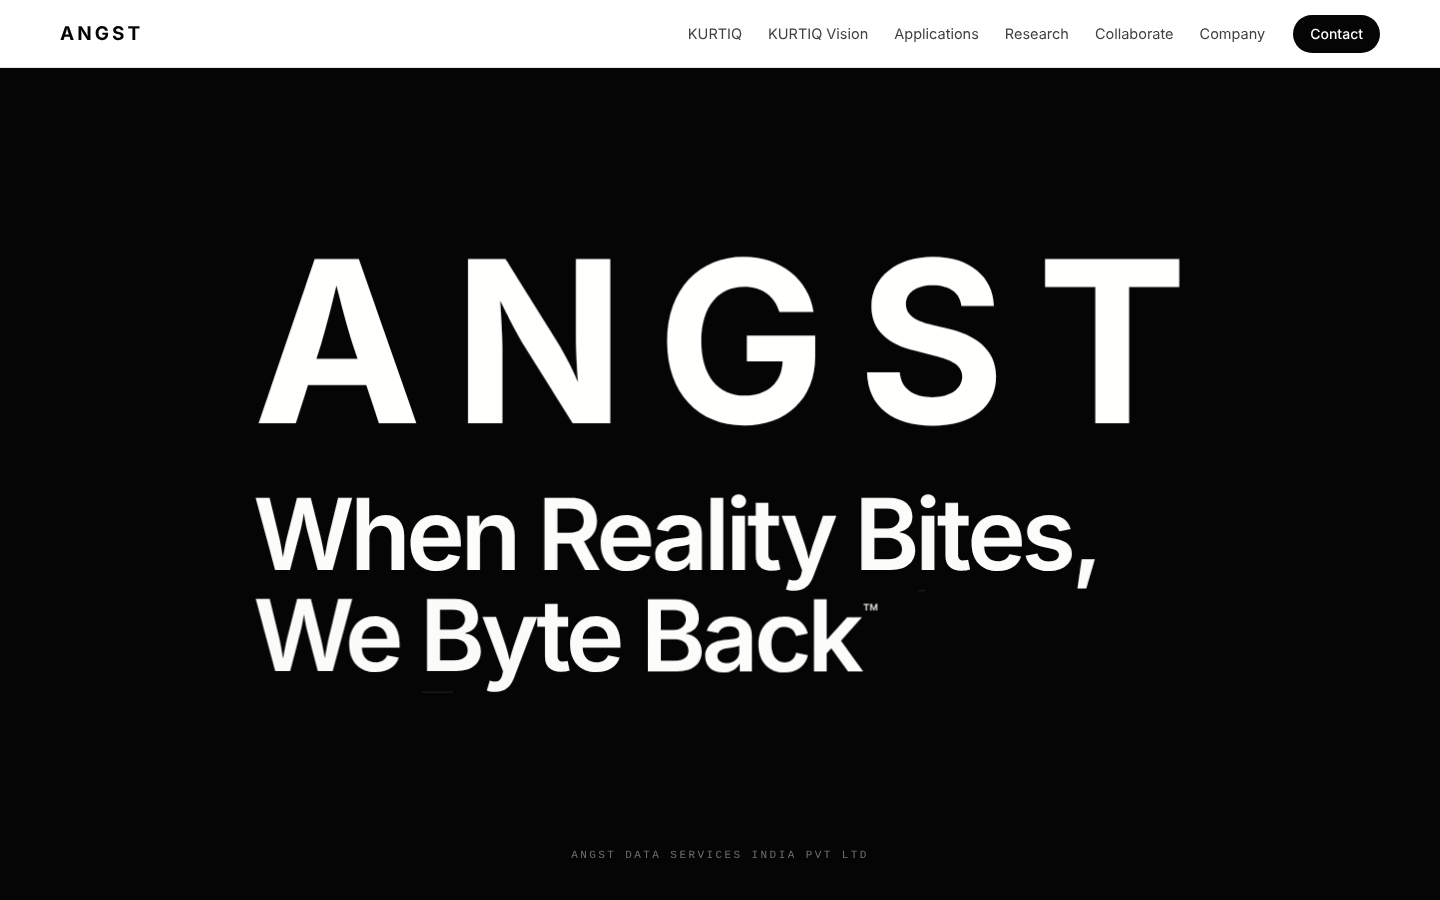 ANGST
KURTIQ KURTIQ Vision Applications Research Collaborate Company Contact
ANGST
When Reality Bites,
We Byte Back™
ANGST DATA SERVICES INDIA PVT LTD